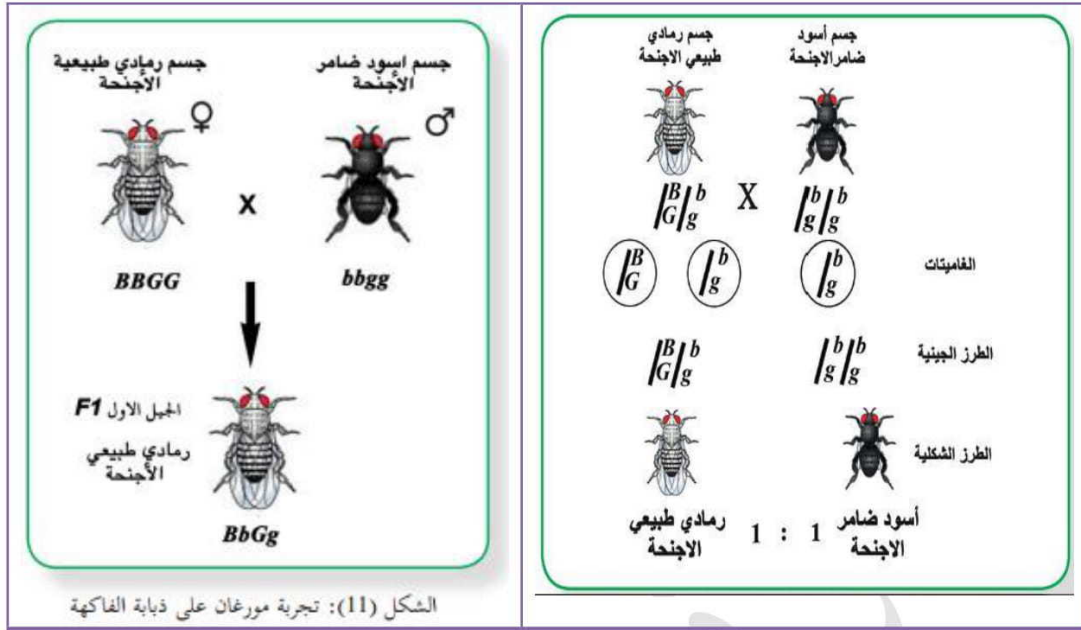 جسم رمادي طبيعية
الأجنحة
جسم اسود ضامر
الأجنحة
♀
♂
X
BBGG
bbgg
الجيل الاول F1
رمادي طبيعي
الأجنحة
BbGg
الشكل (11): تجربة مورغان على ذبابة الفاكهة
جسم رمادي
طبيعي الاجنحة
جسم أسود
ضامر الاجنحة
B b X b b
G g g g
الغاميتات
B b b
G g g
الطرز الجينية
B b b b
G g g g
الطرز الشكلية
رمادي طبيعي
الاجنحة
1 : 1
أسود ضامر
الاجنحة